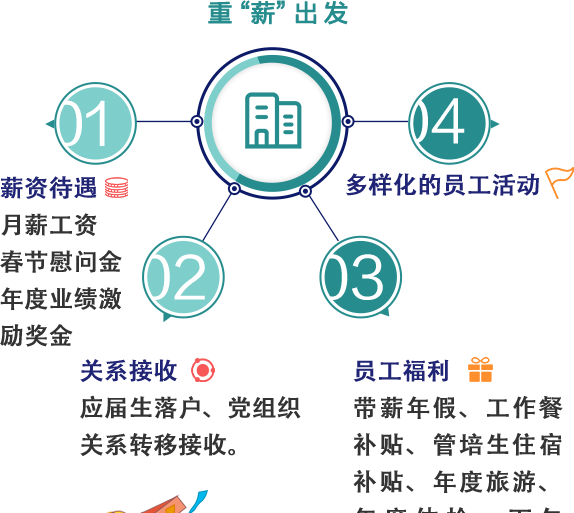 重“薪”出发
01
04
薪资待遇
月薪工资
春节慰问金
年度业绩激
励奖金
多样化的员工活动
02
03
关系接收
应届生落户、党组织
关系转移接收。
员工福利
带薪年假、工作餐
补贴、管培生住宿
补贴、年度旅游、